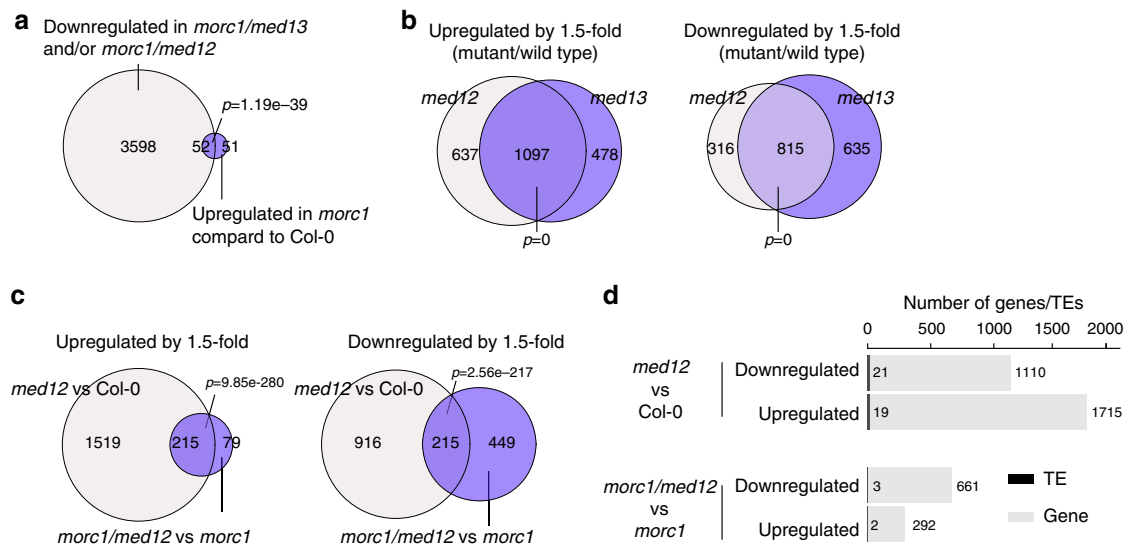 a
Downregulated in morc1/med13
and/or morc1/med12
p=1.19e–39
3598
52
51
Upregulated in morc1
compard to Col-0
b
Upregulated by 1.5-fold
(mutant/wild type)
med12
med13
637
1097
478
p=0
Downregulated by 1.5-fold
(mutant/wild type)
med12
med13
316
815
635
p=0
c
Upregulated by 1.5-fold
med12 vs Col-0
p=9.85e-280
1519
215
79
morc1/med12 vs morc1
Downregulated by 1.5-fold
med12 vs Col-0
p=2.56e–217
916
215
449
morc1/med12 vs morc1
d
Number of genes/TEs
0 500 1000 1500 2000
med12
vs
Col-0
Downregulated 21 1110
Upregulated 19 1715
morc1/med12
vs
morc1
Downregulated 3 661
Upregulated 2 292
TE
Gene